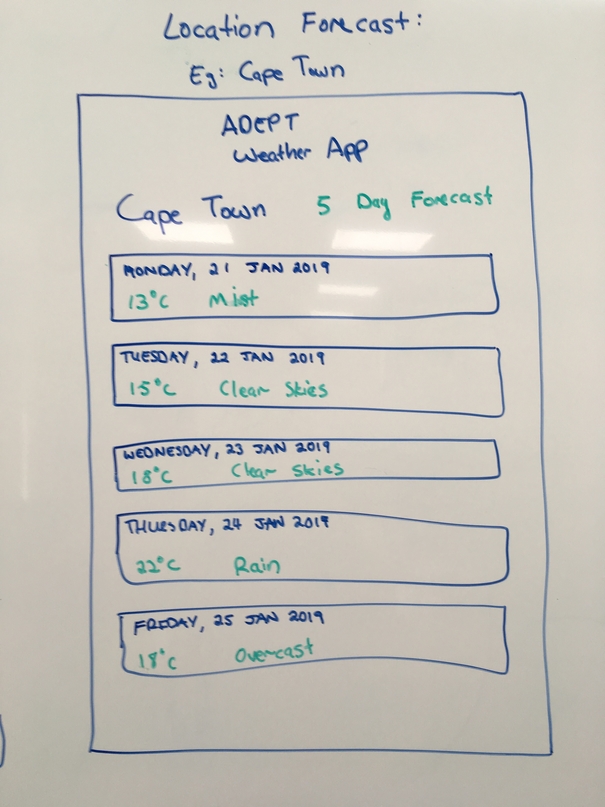 Location Forecast:
Eg: Cape Town
ADEPT
Weather App
Cape Town 5 Day Forecast
MONDAY, 21 JAN 2019
13°C Mist
TUESDAY, 22 JAN 2019
15°C Clear Skies
WEDNESDAY, 23 JAN 2019
18°C Clear Skies
THURSDAY, 24 JAN 2019
22°C Rain
FRIDAY, 25 JAN 2019
18°C Overcast